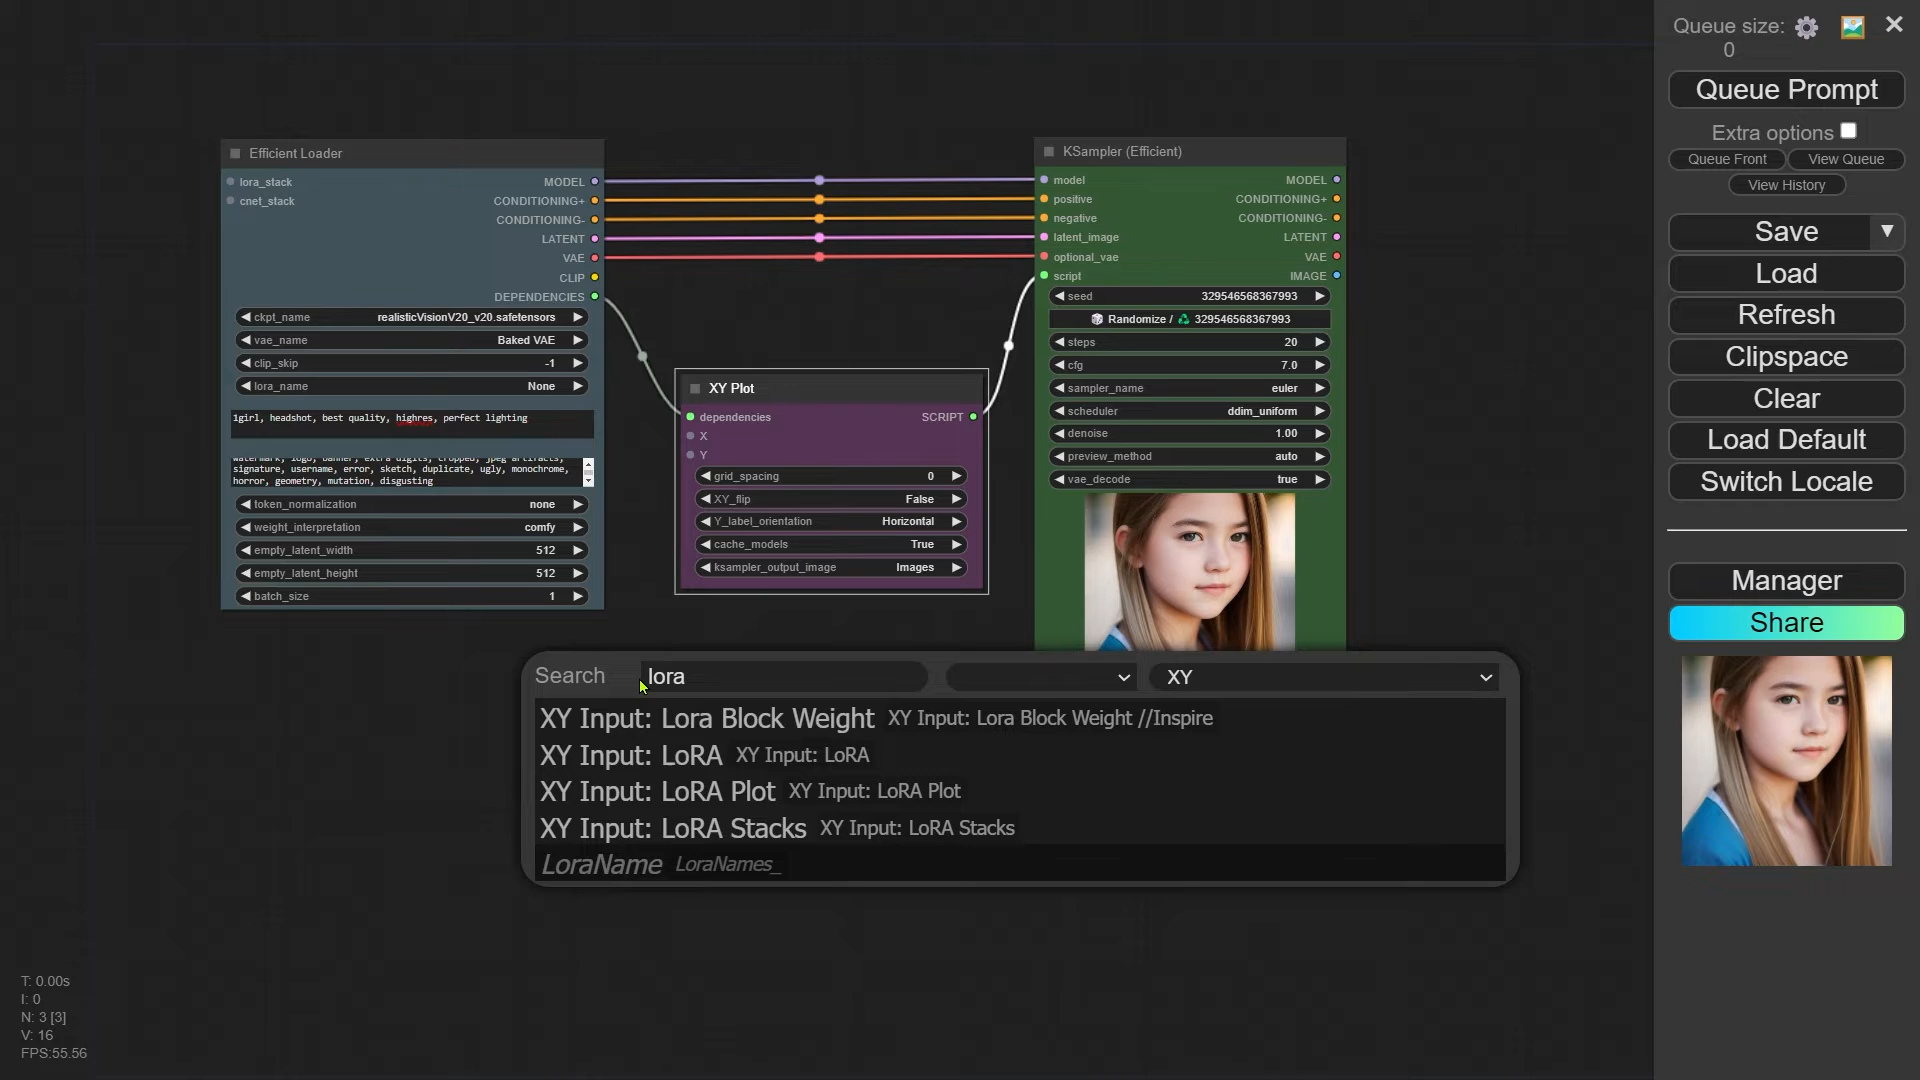 Queue size:
0
Queue Prompt
Extra options
Queue Front
View Queue
View History
Save
▼
Load
Refresh
Clipspace
Clear
Load Default
Switch Locale
Manager
Share
Efficient Loader
lora_stack
MODEL
cnet_stack
CONDITIONING+
CONDITIONING-
LATENT
VAE
CLIP
DEPENDENCIES
ckpt_name realisticVisionV20_v20.safetensors
vae_name Baked VAE
clip_skip -1
lora_name None
1girl, headshot, best quality, highres, perfect lighting
watermark, logo, banner, extra digits, cropped, jpeg artifacts,
signature, username, error, sketch, duplicate, ugly, monochrome,
horror, geometry, mutation, disgusting
token_normalization none
weight_interpretation comfy
empty_latent_width 512
empty_latent_height 512
batch_size 1
XY Plot
dependencies SCRIPT
X
Y
grid_spacing 0
XY_flip False
Y_label_orientation Horizontal
cache_models True
ksampler_output_image Images
KSampler (Efficient)
model MODEL
positive CONDITIONING+
negative CONDITIONING-
latent_image LATENT
optional_vae VAE
script IMAGE
seed 329546568367993
Randomize / 329546568367993
steps 20
cfg 7.0
sampler_name euler
scheduler ddim_uniform
denoise 1.00
preview_method auto
vae_decode true
Search lora XY
XY Input: Lora Block Weight XY Input: Lora Block Weight //Inspire
XY Input: LoRA XY Input: LoRA
XY Input: LoRA Plot XY Input: LoRA Plot
XY Input: LoRA Stacks XY Input: LoRA Stacks
LoraName LoraNames_
T: 0.00s
I: 0
N: 3 [3]
V: 16
FPS:55.56